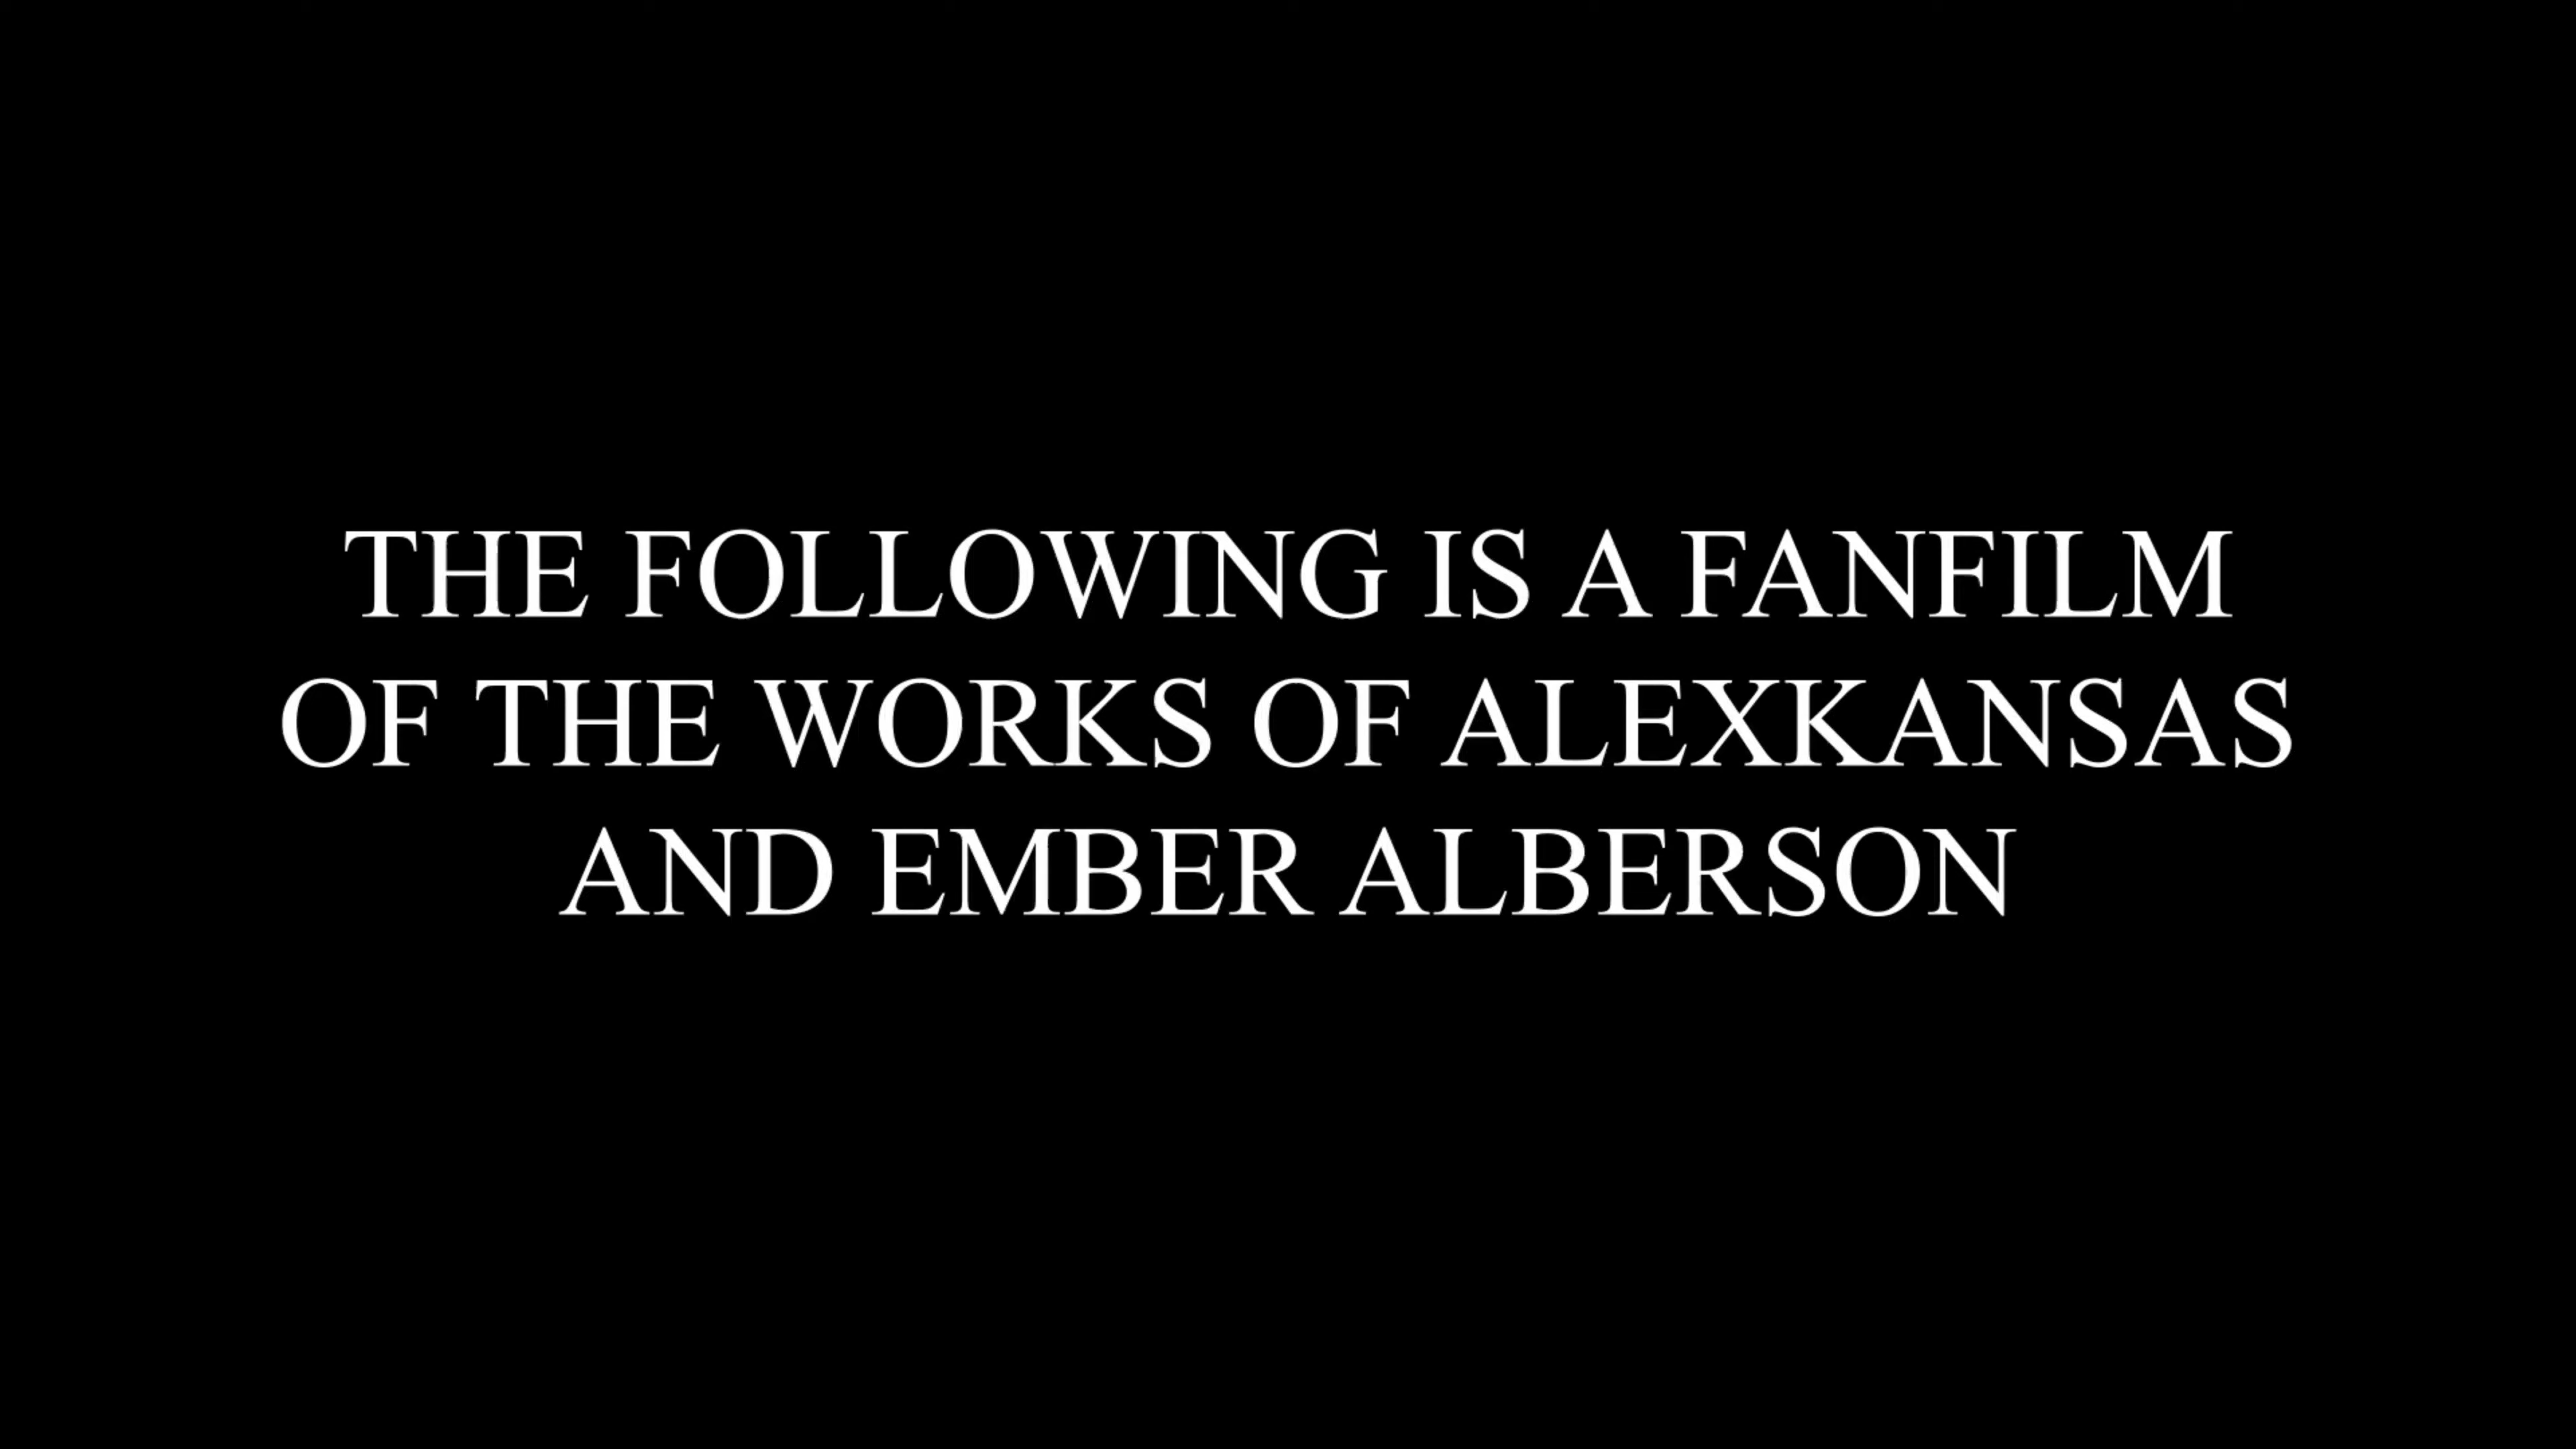 THE FOLLOWING IS A FANFILM
OF THE WORKS OF ALEXKANSAS
AND EMBER ALBERSON